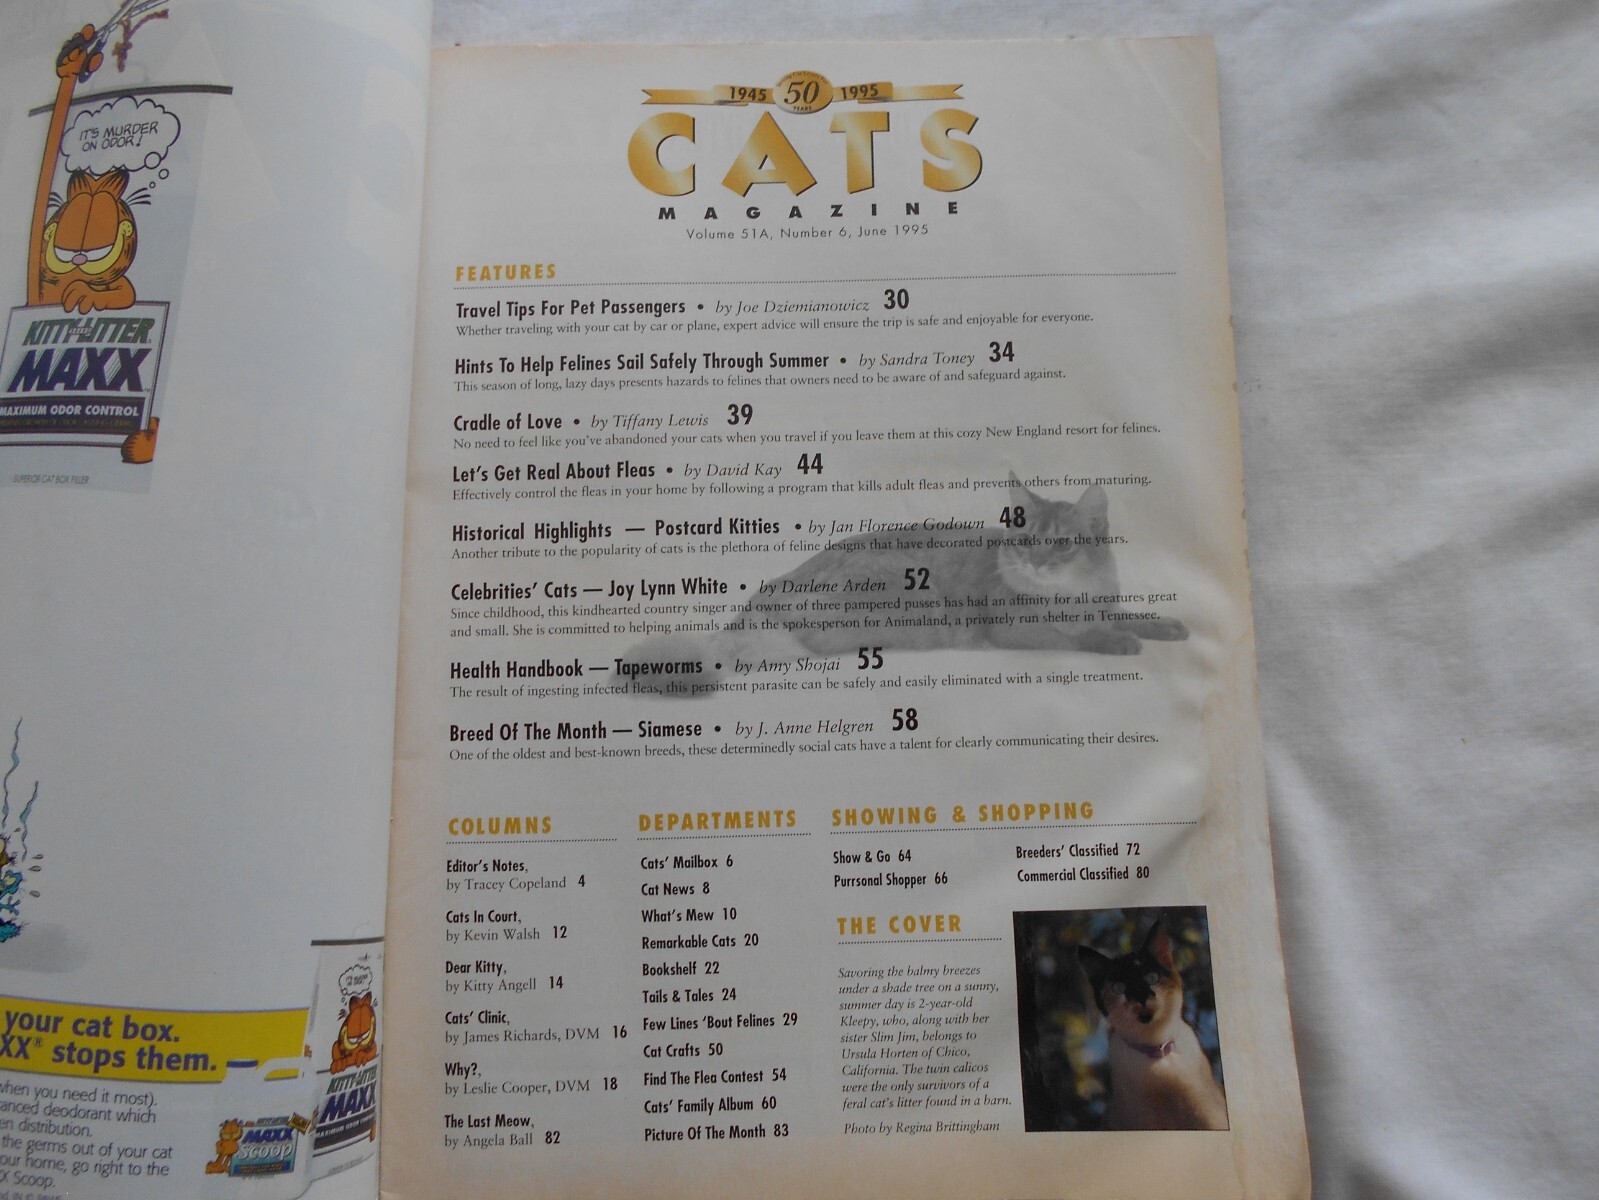 IT'S MURDER
ON ODOR!
KITTY LITTER
MAXX
MAXIMUM ODOR CONTROL
SUPERIOR CAT BOX FILLER
your cat box.
XX® stops them.
when you need it most).
anced deodorant which
en distribution.
the germs out of your cat
our home, go right to the
X Scoop.
KITTY LITTER
MAXX
MAXX
Scoop
1945 50 1995
YEARS
CATS
MAGAZINE
Volume 51A, Number 6, June 1995
FEATURES
Travel Tips For Pet Passengers • by Joe Dziemianowicz 30
Whether traveling with your cat by car or plane, expert advice will ensure the trip is safe and enjoyable for everyone.
Hints To Help Felines Sail Safely Through Summer • by Sandra Toney 34
This season of long, lazy days presents hazards to felines that owners need to be aware of and safeguard against.
Cradle of Love • by Tiffany Lewis 39
No need to feel like you've abandoned your cats when you travel if you leave them at this cozy New England resort for felines.
Let's Get Real About Fleas • by David Kay 44
Effectively control the fleas in your home by following a program that kills adult fleas and prevents others from maturing.
Historical Highlights — Postcard Kitties • by Jan Florence Godown 48
Another tribute to the popularity of cats is the plethora of feline designs that have decorated postcards over the years.
Celebrities' Cats — Joy Lynn White • by Darlene Arden 52
Since childhood, this kindhearted country singer and owner of three pampered pusses has had an affinity for all creatures great
and small. She is committed to helping animals and is the spokesperson for Animaland, a privately run shelter in Tennessee.
Health Handbook — Tapeworms • by Amy Shojai 55
The result of ingesting infected fleas, this persistent parasite can be safely and easily eliminated with a single treatment.
Breed Of The Month — Siamese • by J. Anne Helgren 58
One of the oldest and best-known breeds, these determinedly social cats have a talent for clearly communicating their desires.
COLUMNS
Editor's Notes,
by Tracey Copeland 4
Cats In Court,
by Kevin Walsh 12
Dear Kitty,
by Kitty Angell 14
Cats' Clinic,
by James Richards, DVM 16
Why?,
by Leslie Cooper, DVM 18
The Last Meow,
by Angela Ball 82
DEPARTMENTS
Cats' Mailbox 6
Cat News 8
What's Mew 10
Remarkable Cats 20
Bookshelf 22
Tails & Tales 24
Few Lines 'Bout Felines 29
Cat Crafts 50
Find The Flea Contest 54
Cats' Family Album 60
Picture Of The Month 83
SHOWING & SHOPPING
Show & Go 64
Purrsonal Shopper 66
Breeders' Classified 72
Commercial Classified 80
THE COVER
Savoring the balmy breezes
under a shade tree on a sunny,
summer day is 2-year-old
Kleepy, who, along with her
sister Slim Jim, belongs to
Ursula Horten of Chico,
California. The twin calicos
were the only survivors of a
feral cat's litter found in a barn.
Photo by Regina Brittingham